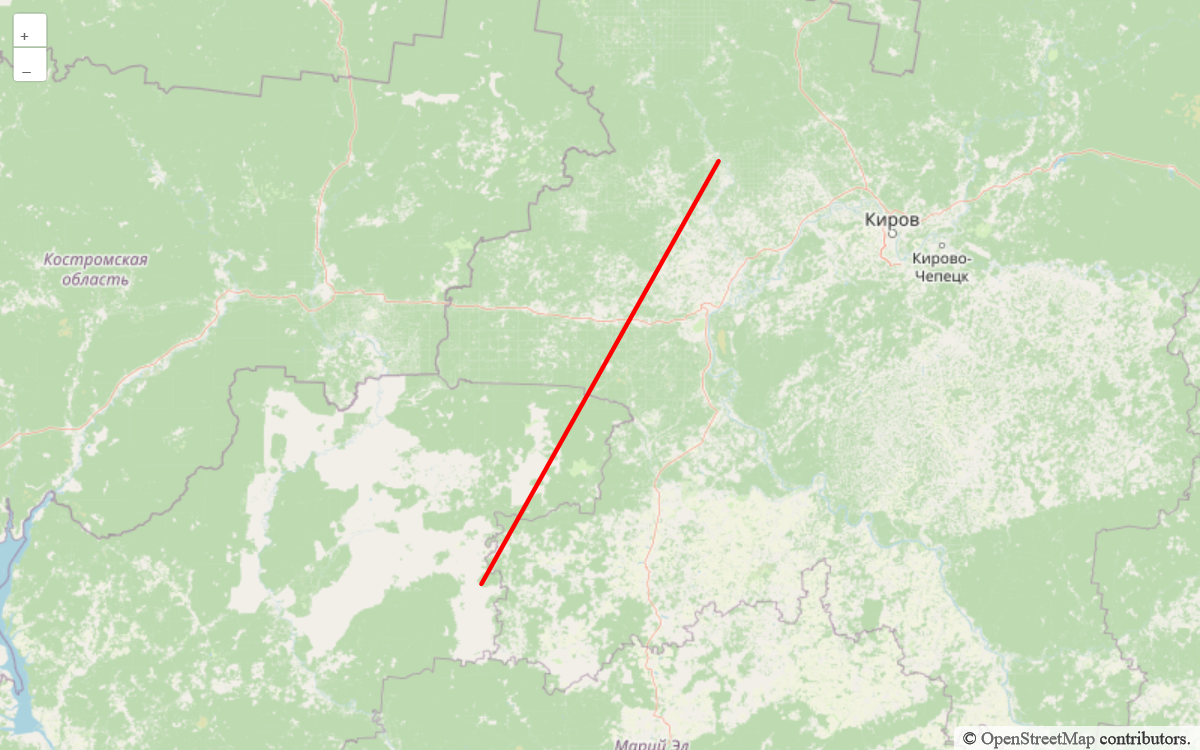 +
–
Киров
Кирово-
Чепецк
Костромская
область
Марий Эл
© OpenStreetMap contributors.